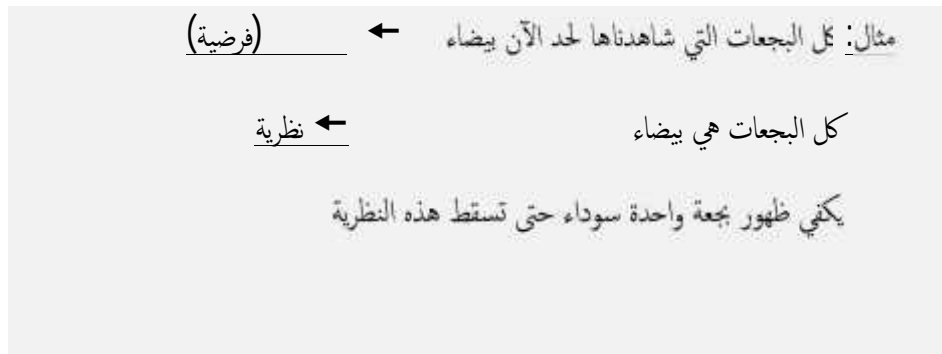 مثال: كل البجعات التي شاهدناها لحد الآن بيضاء ← (فرضية)
كل البجعات هي بيضاء ← نظرية
يكفي ظهور بجعة واحدة سوداء حتى تسقط هذه النظرية